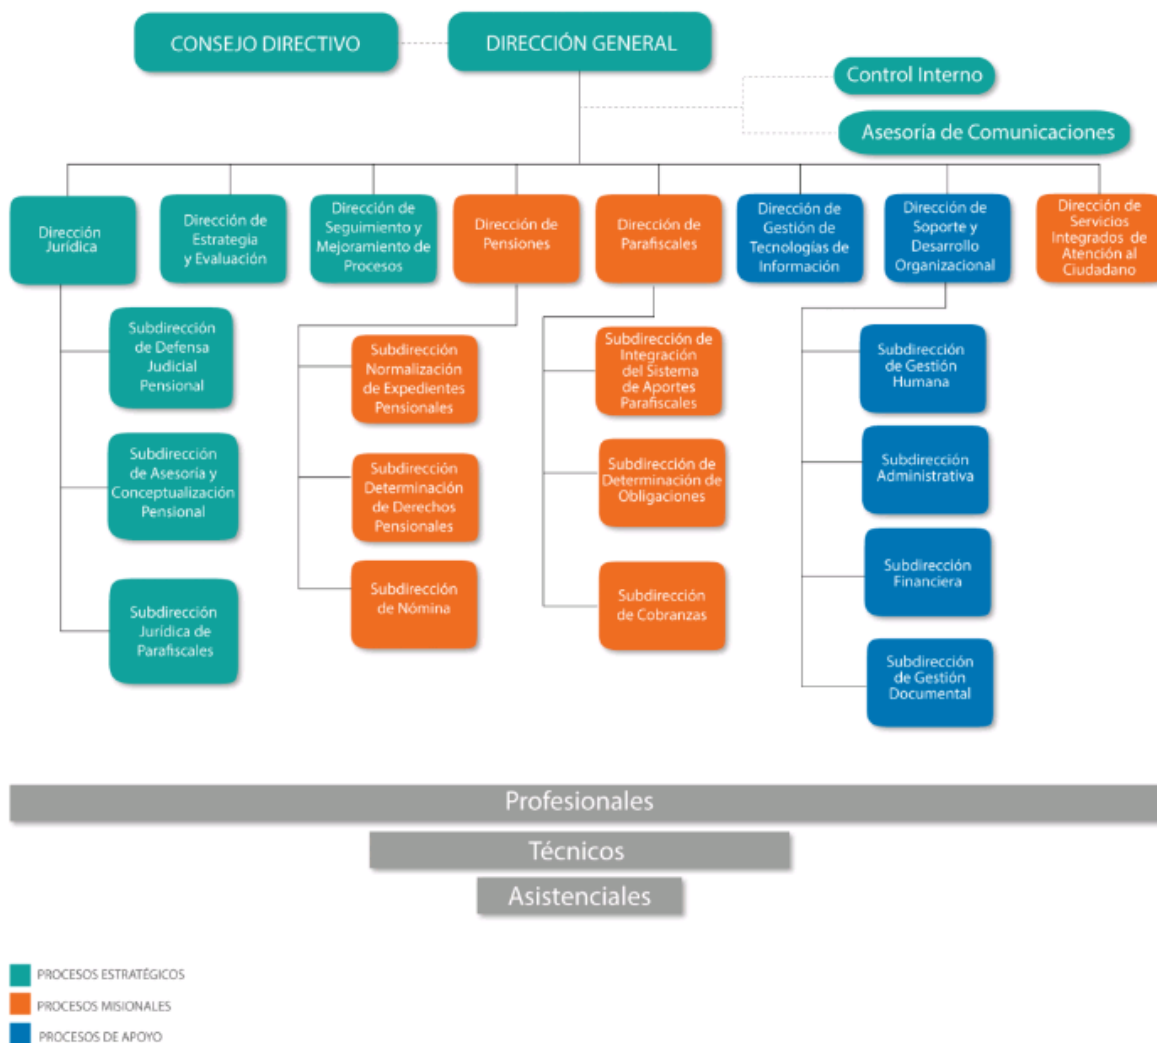 CONSEJO DIRECTIVO
DIRECCIÓN GENERAL
Control Interno
Asesoría de Comunicaciones
Dirección
Jurídica
Dirección de
Estrategia
y Evaluación
Dirección de
Seguimiento y
Mejoramiento de
Procesos
Dirección de
Pensiones
Dirección de
Parafiscales
Dirección de
Gestión de
Tecnologías de
Información
Dirección de
Soporte y
Desarrollo
Organizacional
Dirección de
Servicios
Integrados de
Atención al
Ciudadano
Subdirección
de Defensa
Judicial
Pensional
Subdirección
de Asesoría y
Conceptualización
Pensional
Subdirección
Jurídica de
Parafiscales
Subdirección
Normalización
de Expedientes
Pensionales
Subdirección
Determinación
de Derechos
Pensionales
Subdirección
de Nómina
Subdirección de
Integración
del Sistema
de Aportes
Parafiscales
Subdirección de
Determinación de
Obligaciones
Subdirección
de Cobranzas
Subdirección
de Gestión
Humana
Subdirección
Administrativa
Subdirección
Financiera
Subdirección
de Gestión
Documental
Profesionales
Técnicos
Asistenciales
PROCESOS ESTRATÉGICOS
PROCESOS MISIONALES
PROCESOS DE APOYO